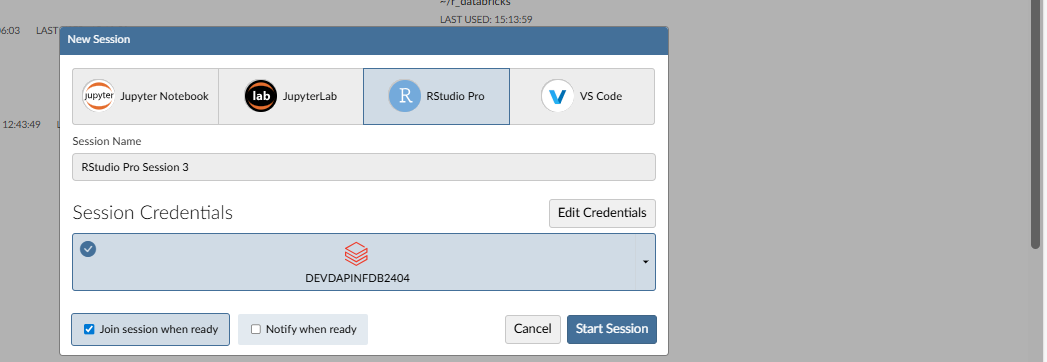 ~/r_databricks
LAST USED: 15:13:59
6:03 LAST
New Session
jupyter Jupyter Notebook lab JupyterLab R RStudio Pro VS Code
12:43:49 L
Session Name
RStudio Pro Session 3
Session Credentials Edit Credentials
DEVDAPINFDB2404
Join session when ready Notify when ready Cancel Start Session